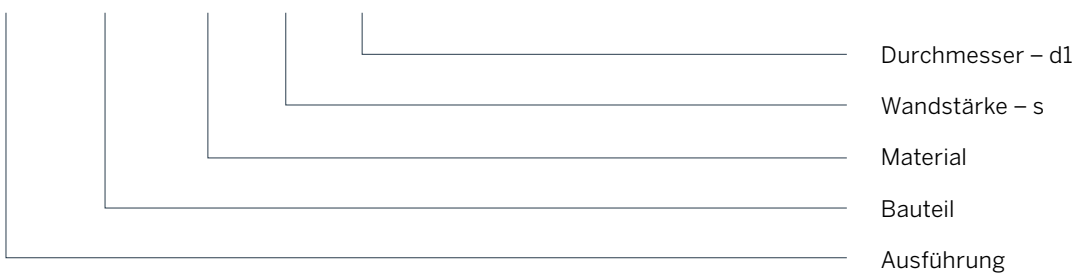 Durchmesser – d1
Wandstärke – s
Material
Bauteil
Ausführung